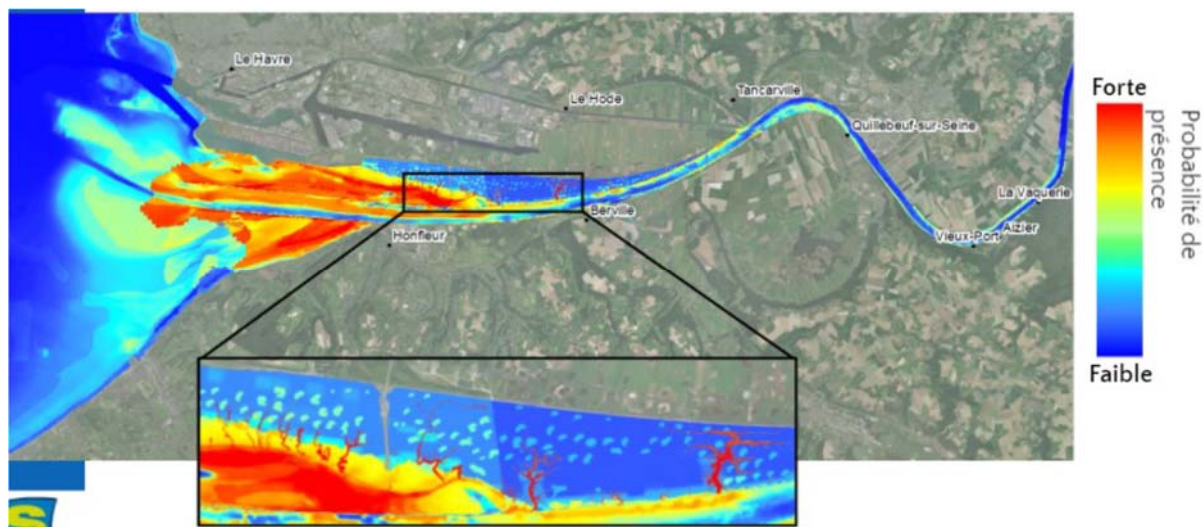 Le Havre
Le Hode
Tancarville
Quillebeuf-sur-Seine
La Vaquerie
Aizier
Vieux-Port
Berville
Honfleur
Forte
Probabilité de
présence
Faible
S